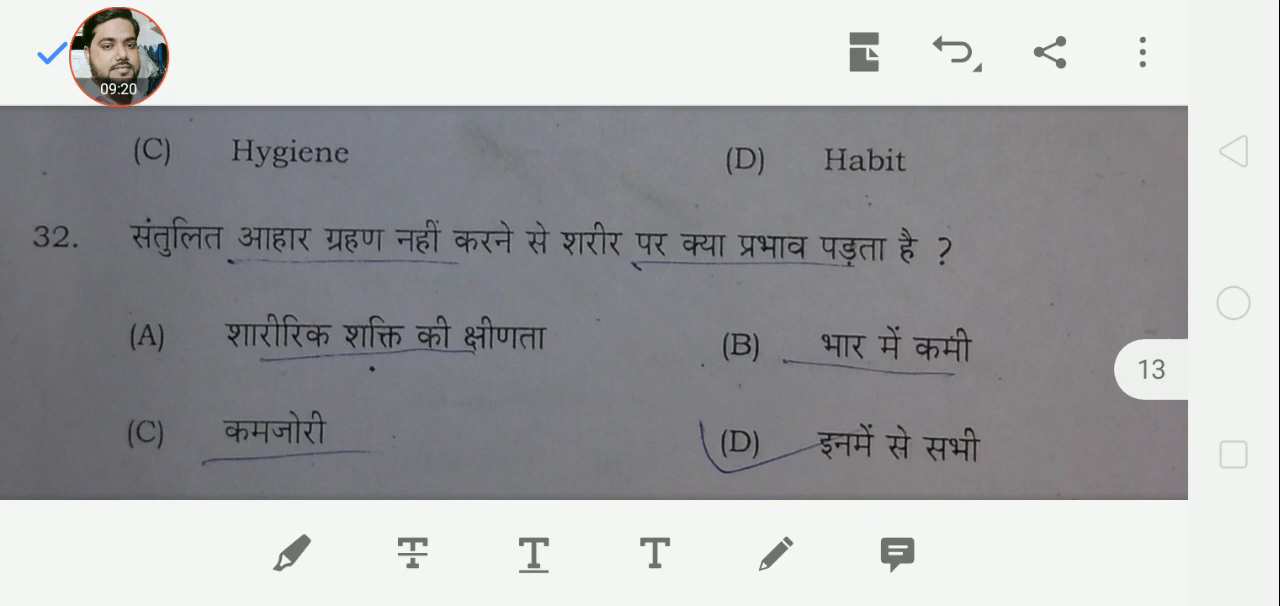 09:20
(C) Hygiene (D) Habit
32. संतुलित आहार ग्रहण नहीं करने से शरीर पर क्या प्रभाव पड़ता है ?
(A) शारीरिक शक्ति की क्षीणता (B) भार में कमी
13
(C) कमजोरी (D) इनमें से सभी